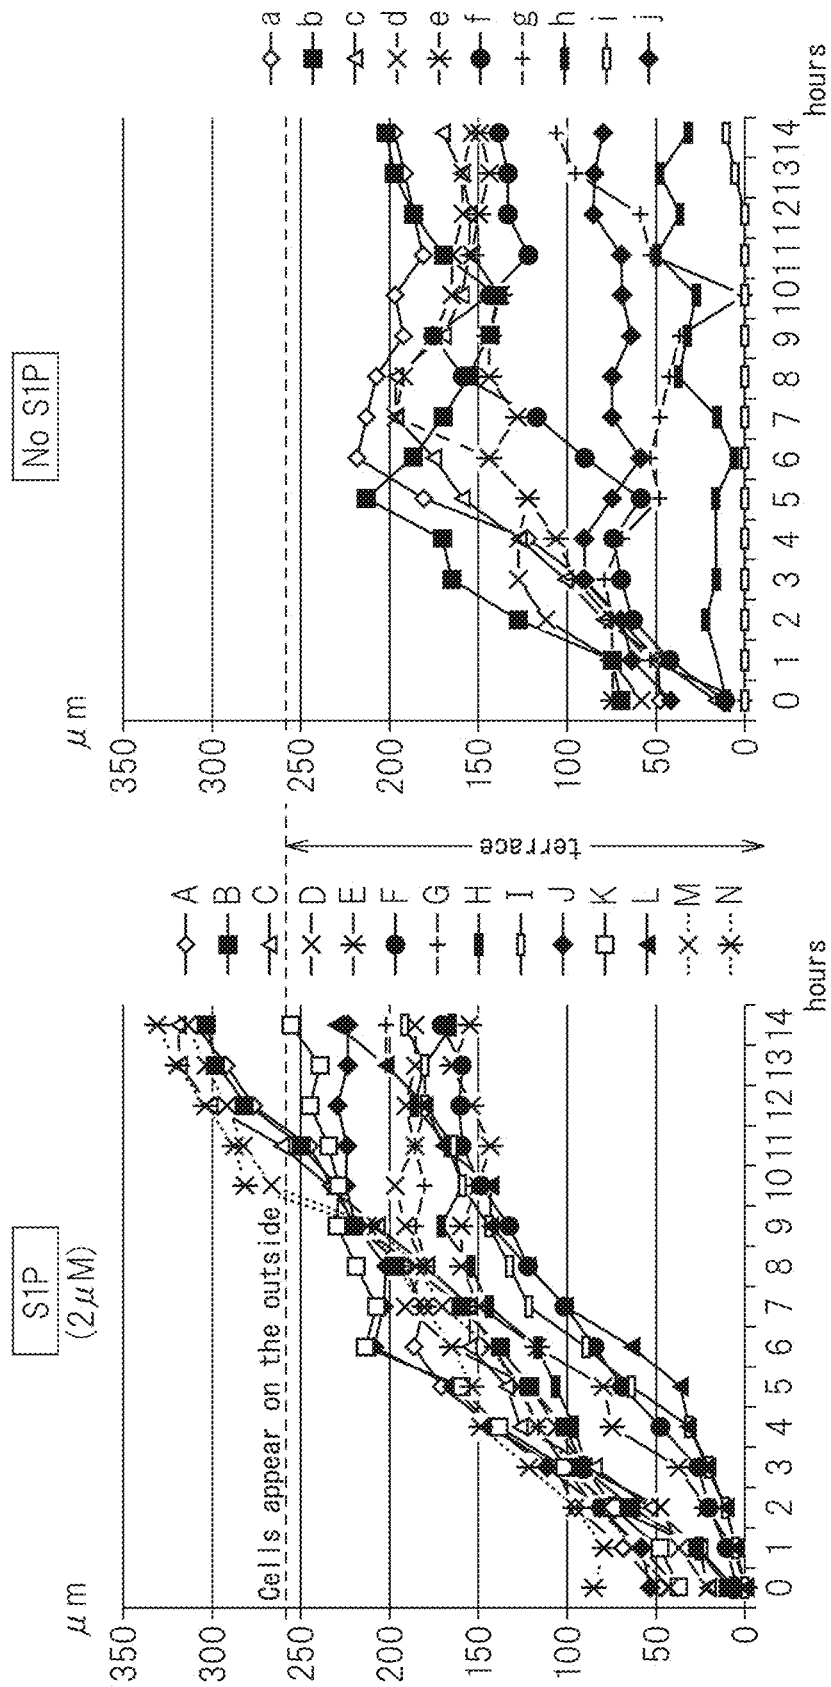 S1P
(2μM)
μm
350
300
250
200
150
100
50
0
Cells appear on the outside
0 1 2 3 4 5 6 7 8 9 10 11 12 13 14
hours
A
B
C
D
E
F
G
H
I
J
K
L
M
N
terrace
No S1P
μm
350
300
250
200
150
100
50
0
0 1 2 3 4 5 6 7 8 9 10 11 12 13 14
hours
a
b
c
d
e
f
g
h
i
j